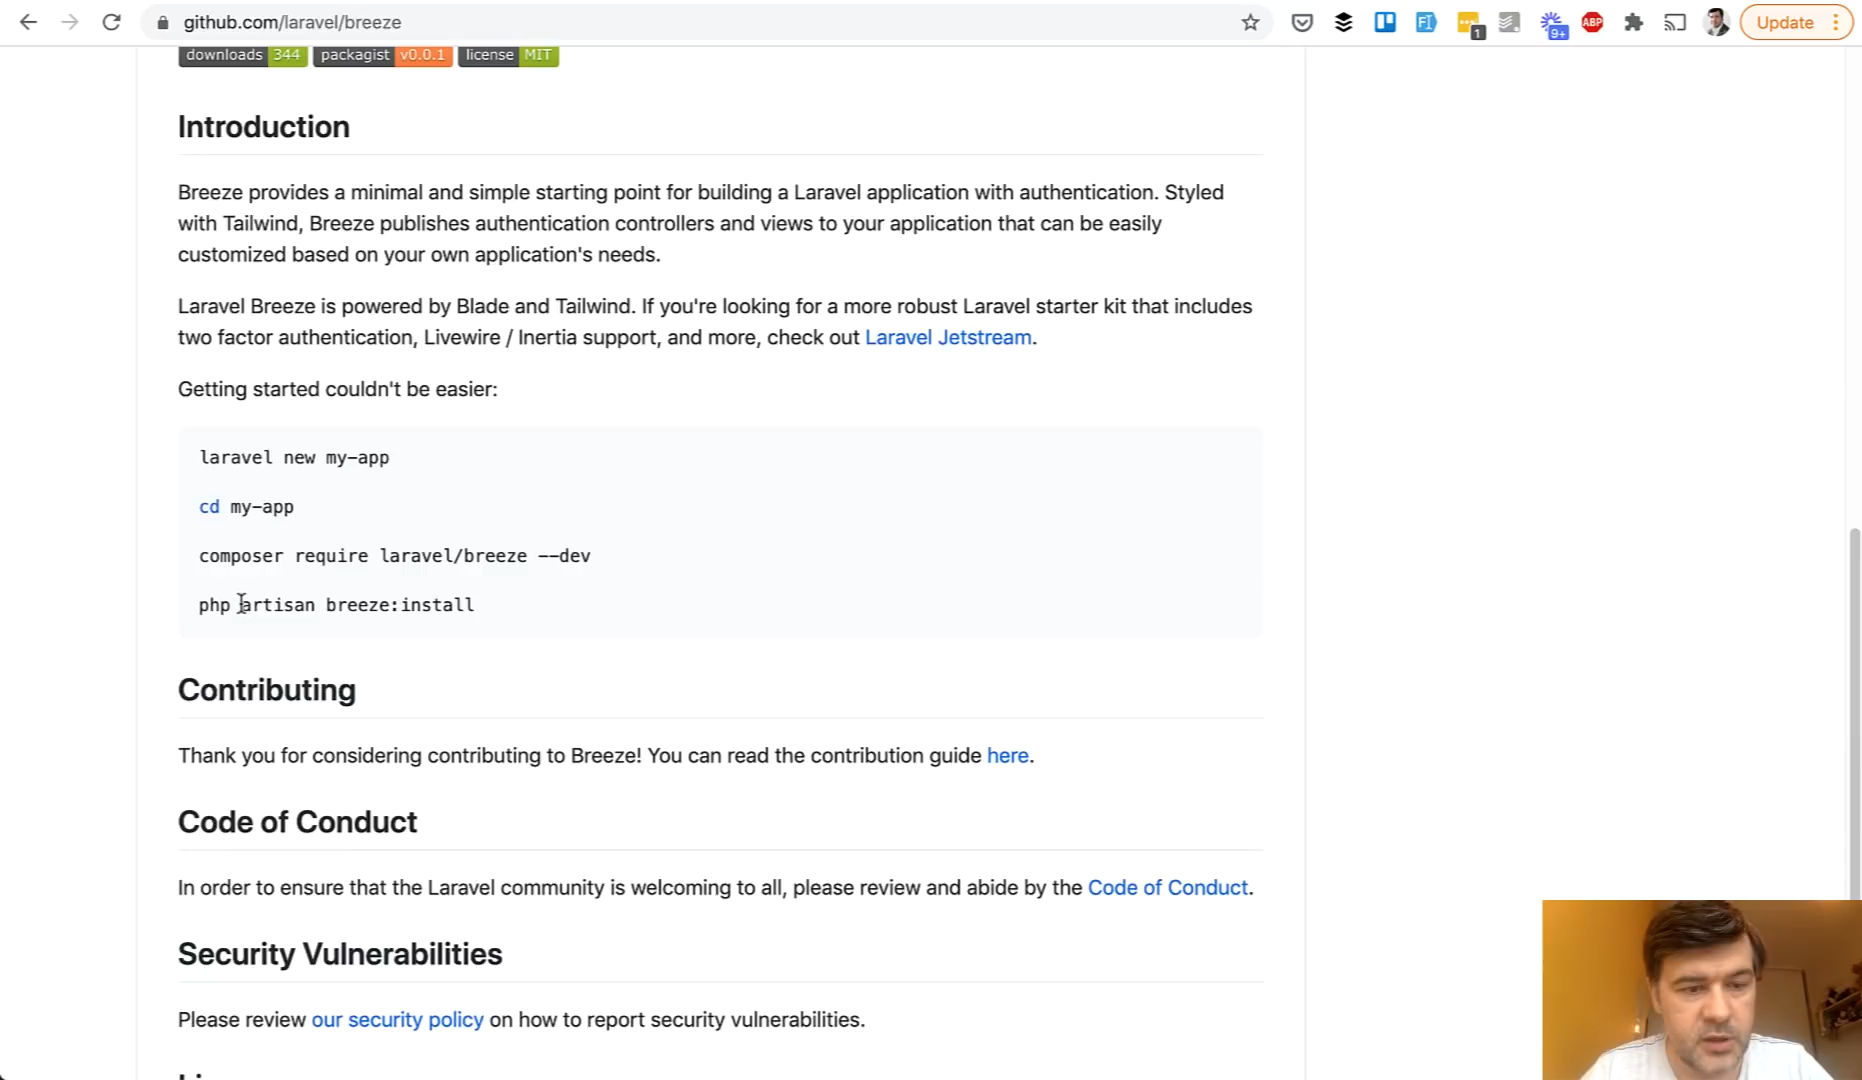 github.com/laravel/breeze
Update
1
9+
ABP
downloads 344 packagist v0.0.1 license MIT
Introduction
Breeze provides a minimal and simple starting point for building a Laravel application with authentication. Styled
with Tailwind, Breeze publishes authentication controllers and views to your application that can be easily
customized based on your own application's needs.
Laravel Breeze is powered by Blade and Tailwind. If you're looking for a more robust Laravel starter kit that includes
two factor authentication, Livewire / Inertia support, and more, check out Laravel Jetstream.
Getting started couldn't be easier:
laravel new my-app
cd my-app
composer require laravel/breeze --dev
php artisan breeze:install
Contributing
Thank you for considering contributing to Breeze! You can read the contribution guide here.
Code of Conduct
In order to ensure that the Laravel community is welcoming to all, please review and abide by the Code of Conduct.
Security Vulnerabilities
Please review our security policy on how to report security vulnerabilities.